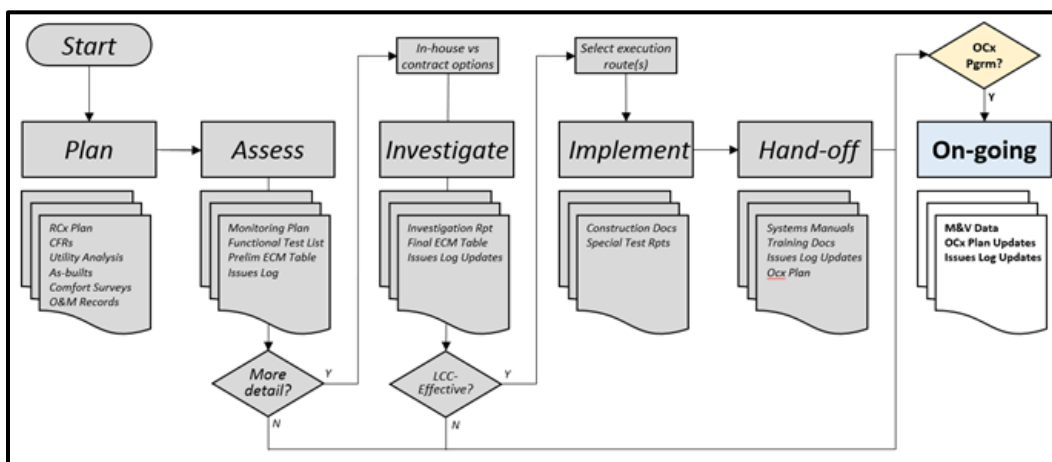 Start
In-house vs
contract options
Select execution
route(s)
OCx
Pgrm?
Y
Plan
Assess
Investigate
Implement
Hand-off
On-going
RCx Plan
CFRs
Utility Analysis
As-builts
Comfort Surveys
O&M Records
Monitoring Plan
Functional Test List
Prelim ECM Table
Issues Log
Investigation Rpt
Final ECM Table
Issues Log Updates
Construction Docs
Special Test Rpts
Systems Manuals
Training Docs
Issues Log Updates
Ocx Plan
M&V Data
OCx Plan Updates
Issues Log Updates
More
detail?
Y
N
LCC-
Effective?
Y
N